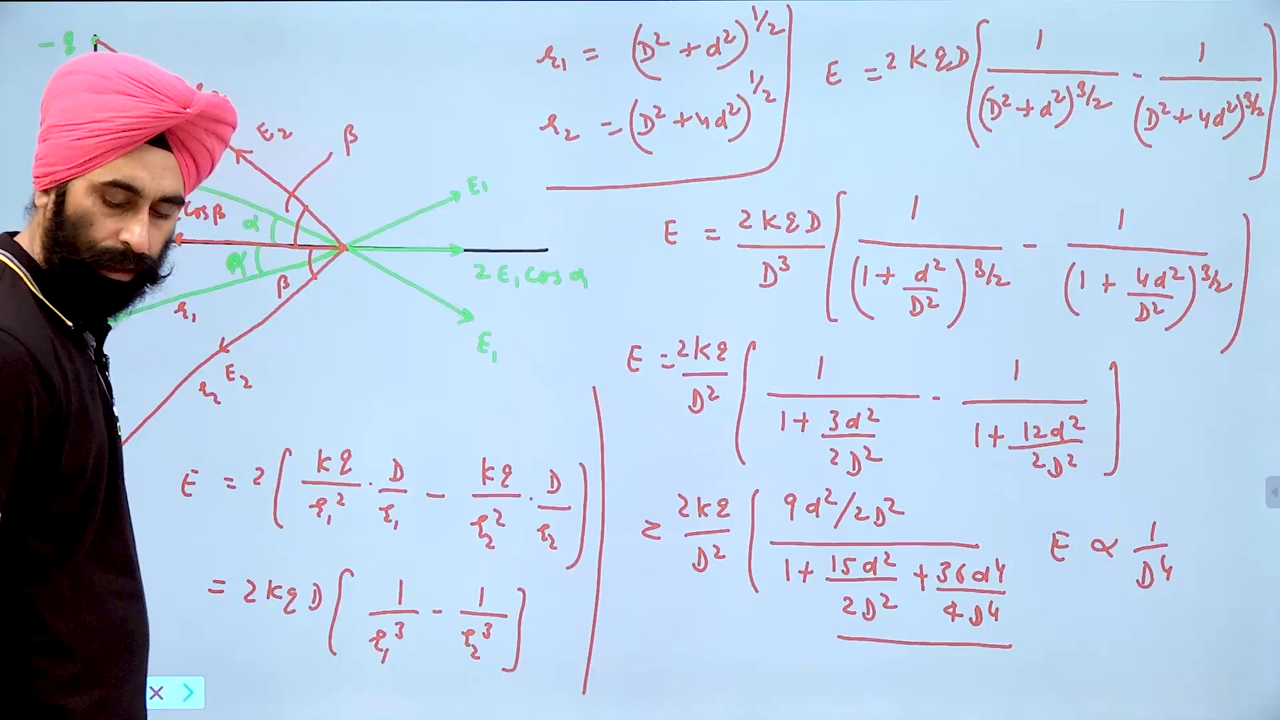 -q
E2
β
Cosβ
α
α
β
r1
r2
E2
E1
2E1 Cos α
E1
E = 2(Kq/r1² · D/r1 − Kq/r2² · D/r2)
= 2KqD(1/r1³ − 1/r2³)
r1 = (D² + d²)^1/2
r2 = (D² + 4d²)^1/2
E = 2KqD(1/(D² + d²)^3/2 − 1/(D² + 4d²)^3/2)
E = 2KqD/D³ (1/(1 + d²/D²)^3/2 − 1/(1 + 4d²/D²)^3/2)
E = 2Kq/D² (1/(1 + 3d²/2D²) − 1/(1 + 12d²/2D²))
= 2Kq/D² (9d²/2D² / (1 + 15d²/2D² + 36d4/4D4)
E ∝ 1/D⁴